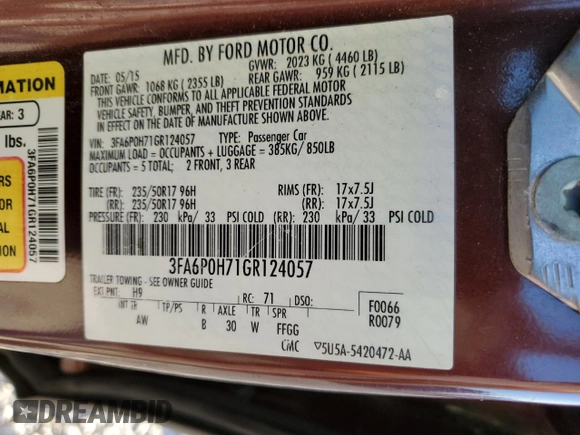 MFD. BY FORD MOTOR CO.
DATE: 05/15 GVWR: 2023 KG ( 4460 LB)
FRONT GAWR: 1068 KG ( 2355 LB) REAR GAWR: 959 KG ( 2115 LB)
THIS VEHICLE CONFORMS TO ALL APPLICABLE FEDERAL MOTOR
VEHICLE SAFETY, BUMPER, AND THEFT PREVENTION STANDARDS
IN EFFECT ON THE DATE OF MANUFACTURE SHOWN ABOVE.
VIN: 3FA6P0H71GR124057 TYPE: Passenger Car
MAXIMUM LOAD = OCCUPANTS + LUGGAGE = 385KG/850LB
OCCUPANTS = 5 TOTAL; 2 FRONT, 3 REAR
TIRE (FR): 235/50R17 96H RIMS (FR): 17x7.5J
(RR): 235/50R17 96H (RR): 17x7.5J
PRESSURE (FR): 230 kPa/ 33 PSI COLD (RR): 230 kPa/ 33 PSI COLD
3FA6P0H71GR124057
TRAILER TOWING - SEE OWNER GUIDE
EXT PNT: H9 RC: 71 DSO:
INT TR TP/PS R AXLE TR SPR
AW B 30 W FFGG
F0066
R0079
CMC 5U5A-5420472-AA
MATION
EAR: 3
lbs.
ERS
OR
3FA6P0H71GR124057
DREAMBID